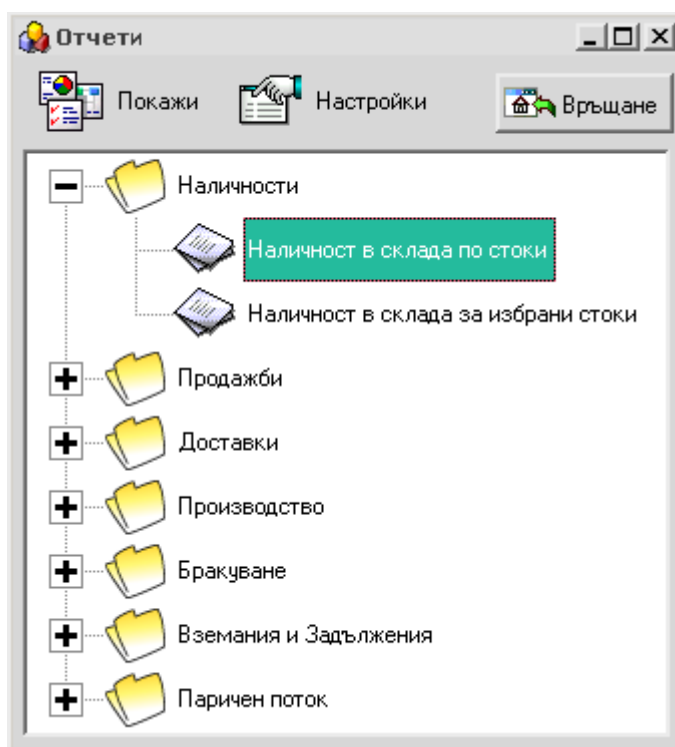 Отчети
Покажи Настройки Връщане
Наличности
Наличност в склада по стоки
Наличност в склада за избрани стоки
Продажби
Доставки
Производство
Бракуване
Вземания и Задължения
Паричен поток